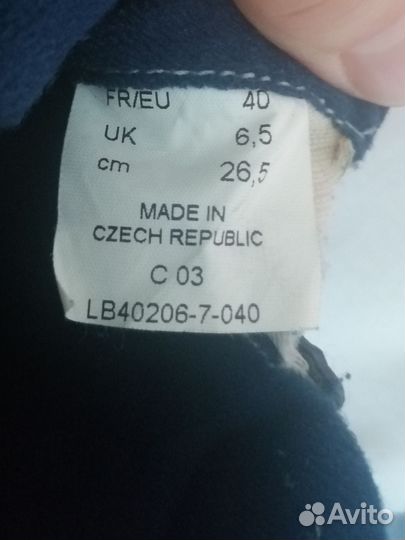 FR/EU 40
UK 6,5
cm 26,5
MADE IN
CZECH REPUBLIC
C 03
LB40206-7-040
Avito